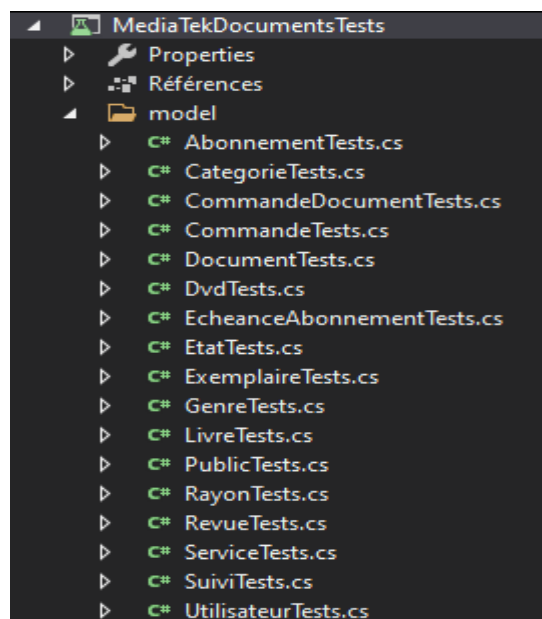 MediaTekDocumentsTests
Properties
Références
model
C# AbonnementTests.cs
C# CategorieTests.cs
C# CommandeDocumentTests.cs
C# CommandeTests.cs
C# DocumentTests.cs
C# DvdTests.cs
C# EcheanceAbonnementTests.cs
C# EtatTests.cs
C# ExemplaireTests.cs
C# GenreTests.cs
C# LivreTests.cs
C# PublicTests.cs
C# RayonTests.cs
C# RevueTests.cs
C# ServiceTests.cs
C# SuiviTests.cs
C# UtilisateurTests.cs